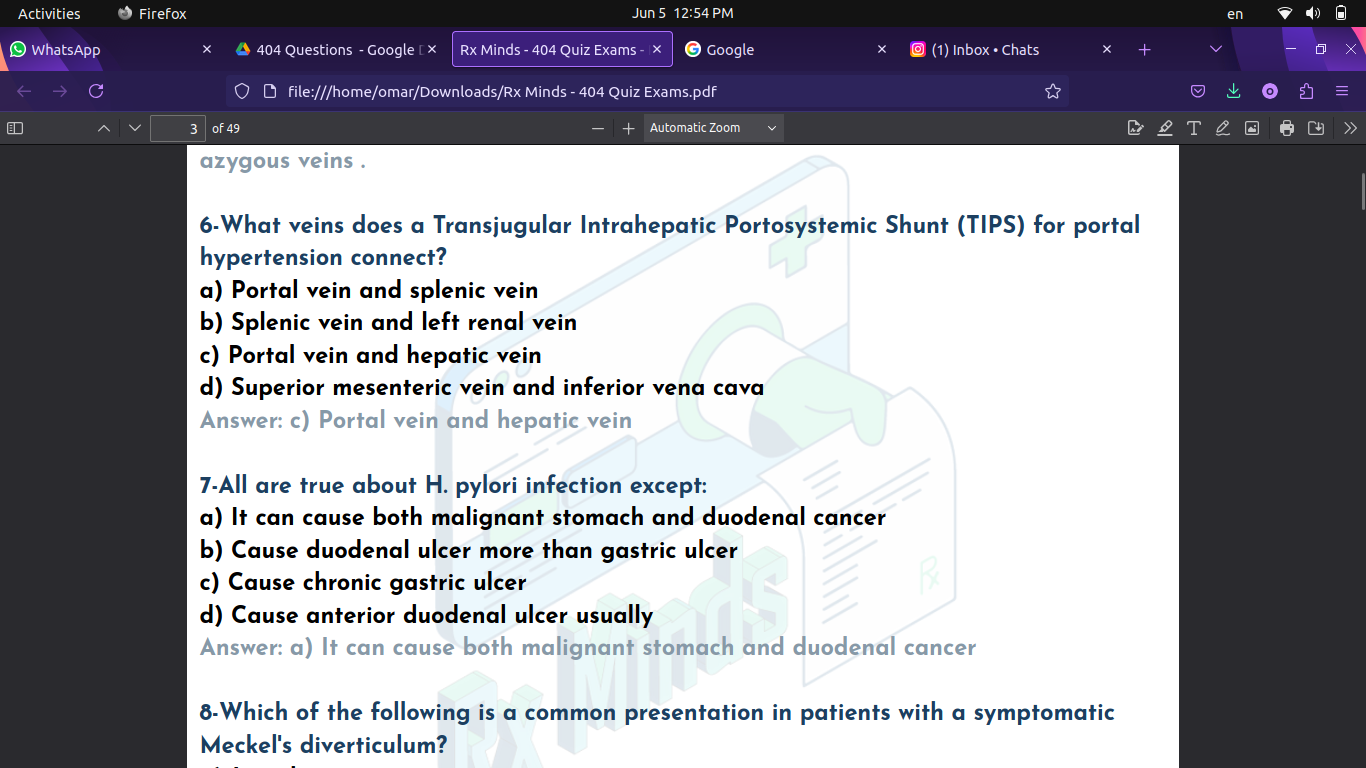 Activities
Firefox
Jun 5 12:54 PM
en
WhatsApp
404 Questions - Google D
Rx Minds - 404 Quiz Exams -
Google
(1) Inbox • Chats
file:///home/omar/Downloads/Rx Minds - 404 Quiz Exams.pdf
3 of 49
Automatic Zoom
azygous veins .
6-What veins does a Transjugular Intrahepatic Portosystemic Shunt (TIPS) for portal
hypertension connect?
a) Portal vein and splenic vein
b) Splenic vein and left renal vein
c) Portal vein and hepatic vein
d) Superior mesenteric vein and inferior vena cava
Answer: c) Portal vein and hepatic vein
7-All are true about H. pylori infection except:
a) It can cause both malignant stomach and duodenal cancer
b) Cause duodenal ulcer more than gastric ulcer
c) Cause chronic gastric ulcer
d) Cause anterior duodenal ulcer usually
Answer: a) It can cause both malignant stomach and duodenal cancer
8-Which of the following is a common presentation in patients with a symptomatic
Meckel's diverticulum?
Rx Minds
Rx